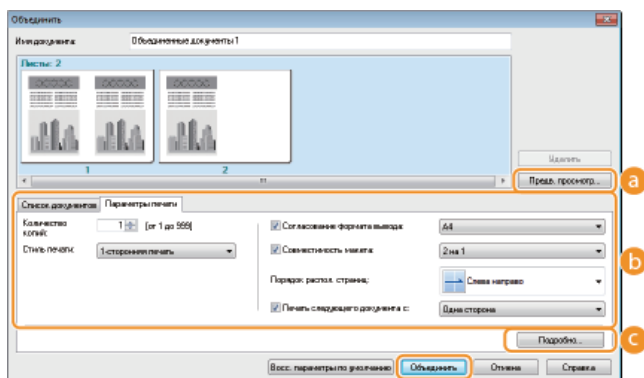 Объединить
Имя документа: Объединенные документы 1
Листы: 2
1 2
Удалить
Предв. просмотр... a
Список документов Параметры печати
Количество копий: 1 [от 1 до 999]
Стиль печати: 1-сторонняя печать
Согласование формата вывода: A4
Совместимость макета: 2 на 1
Порядок распол. страниц: Слева направо
Печать следующего документа с: Одна сторона
b
Подробно... c
Восс. параметры по умолчанию Объединить Отмена Справка